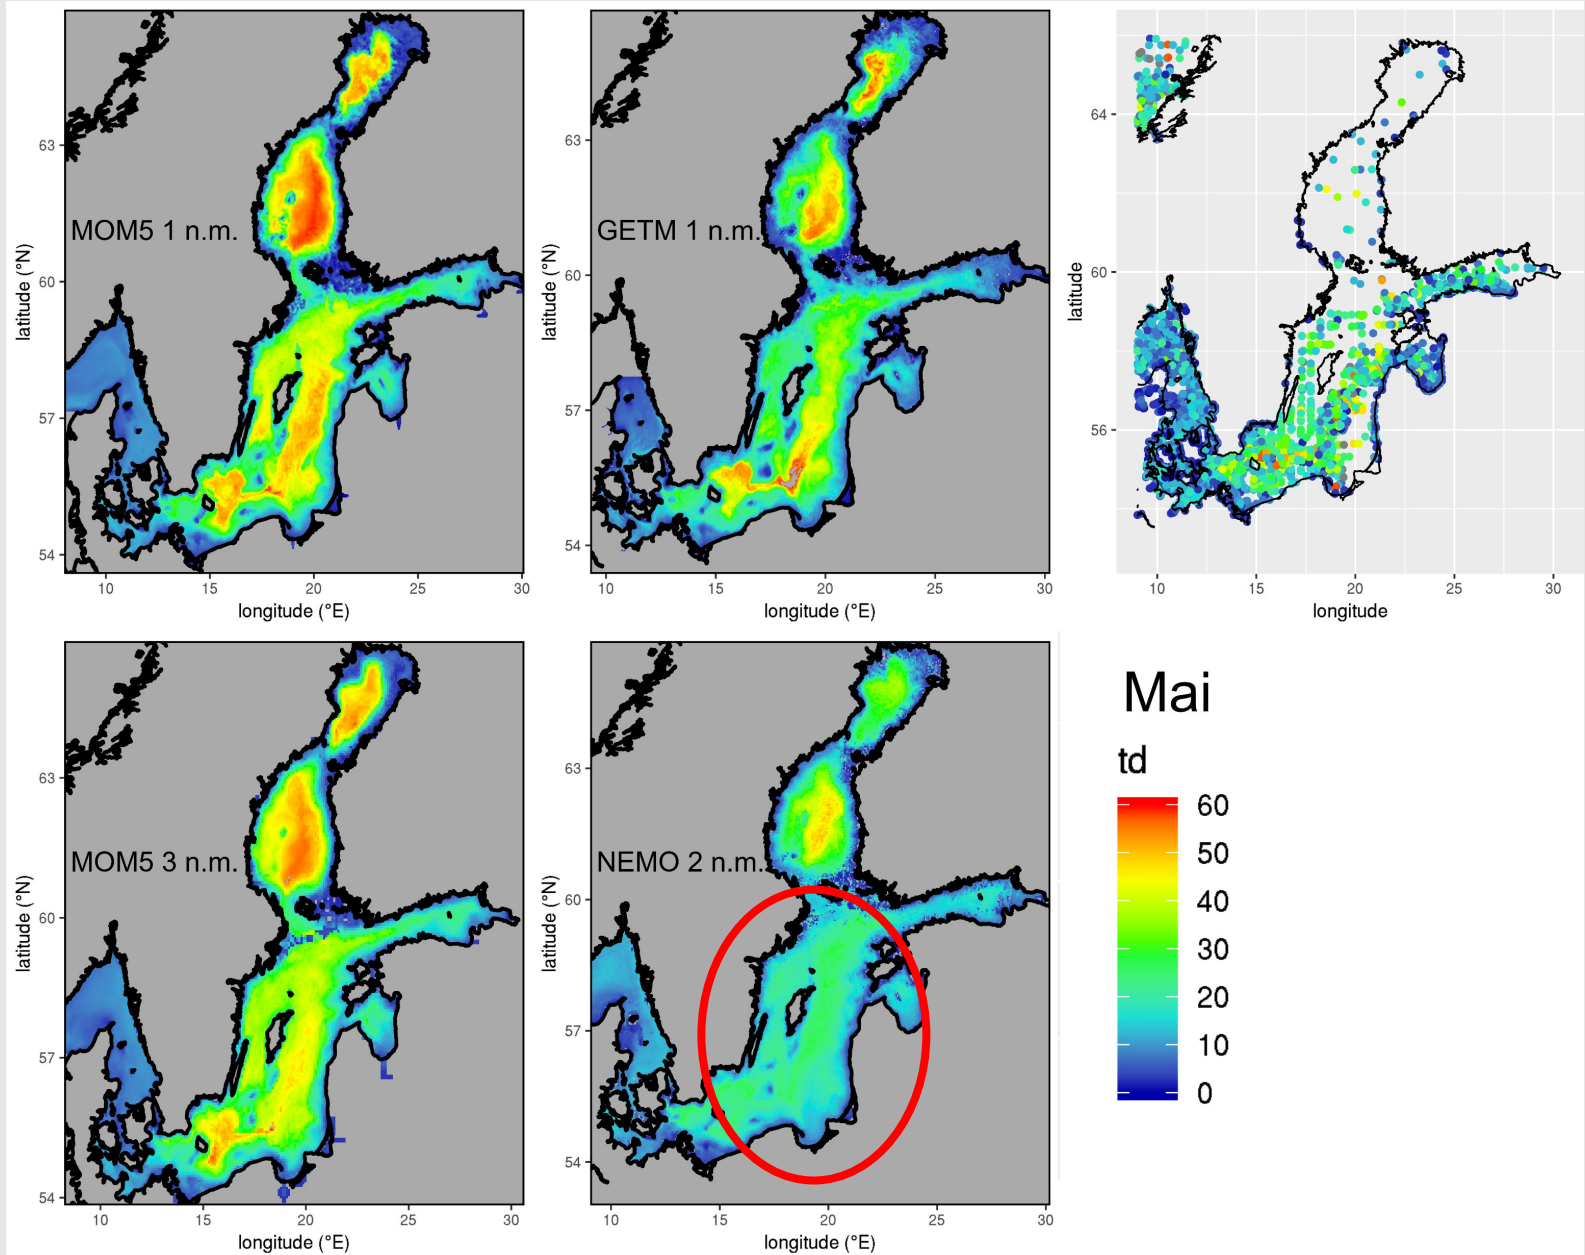 MOM5 1 n.m.
63
60
57
54
latitude (°N)
10 15 20 25 30
longitude (°E)
GETM 1 n.m.
63
60
57
54
latitude (°N)
10 15 20 25 30
longitude (°E)
64
60
56
latitude
10 15 20 25 30
longitude
MOM5 3 n.m.
63
60
57
54
latitude (°N)
10 15 20 25 30
longitude (°E)
NEMO 2 n.m.
63
60
57
54
latitude (°N)
10 15 20 25 30
longitude (°E)
Mai
td
60
50
40
30
20
10
0